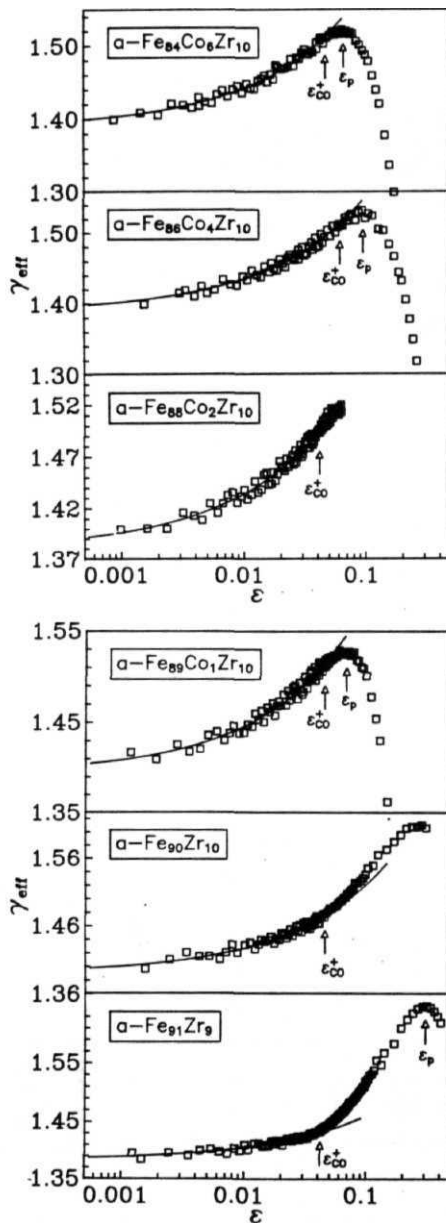 a-Fe84Co6Zr10
1.50
1.40
1.30
ε⁺CO
εp
a-Fe86Co4Zr10
1.50
1.40
1.30
ε⁺CO
εp
γeff
a-Fe88Co2Zr10
1.52
1.47
1.42
1.37
ε⁺CO
0.001
0.01
0.1
ε
1.55
a-Fe89Co1Zr10
1.45
1.35
ε⁺CO
εp
a-Fe90Zr10
1.56
1.46
1.36
ε⁺CO
γeff
a-Fe91Zr9
1.55
1.45
1.35
ε⁺CO
εp
0.001
0.01
0.1
ε